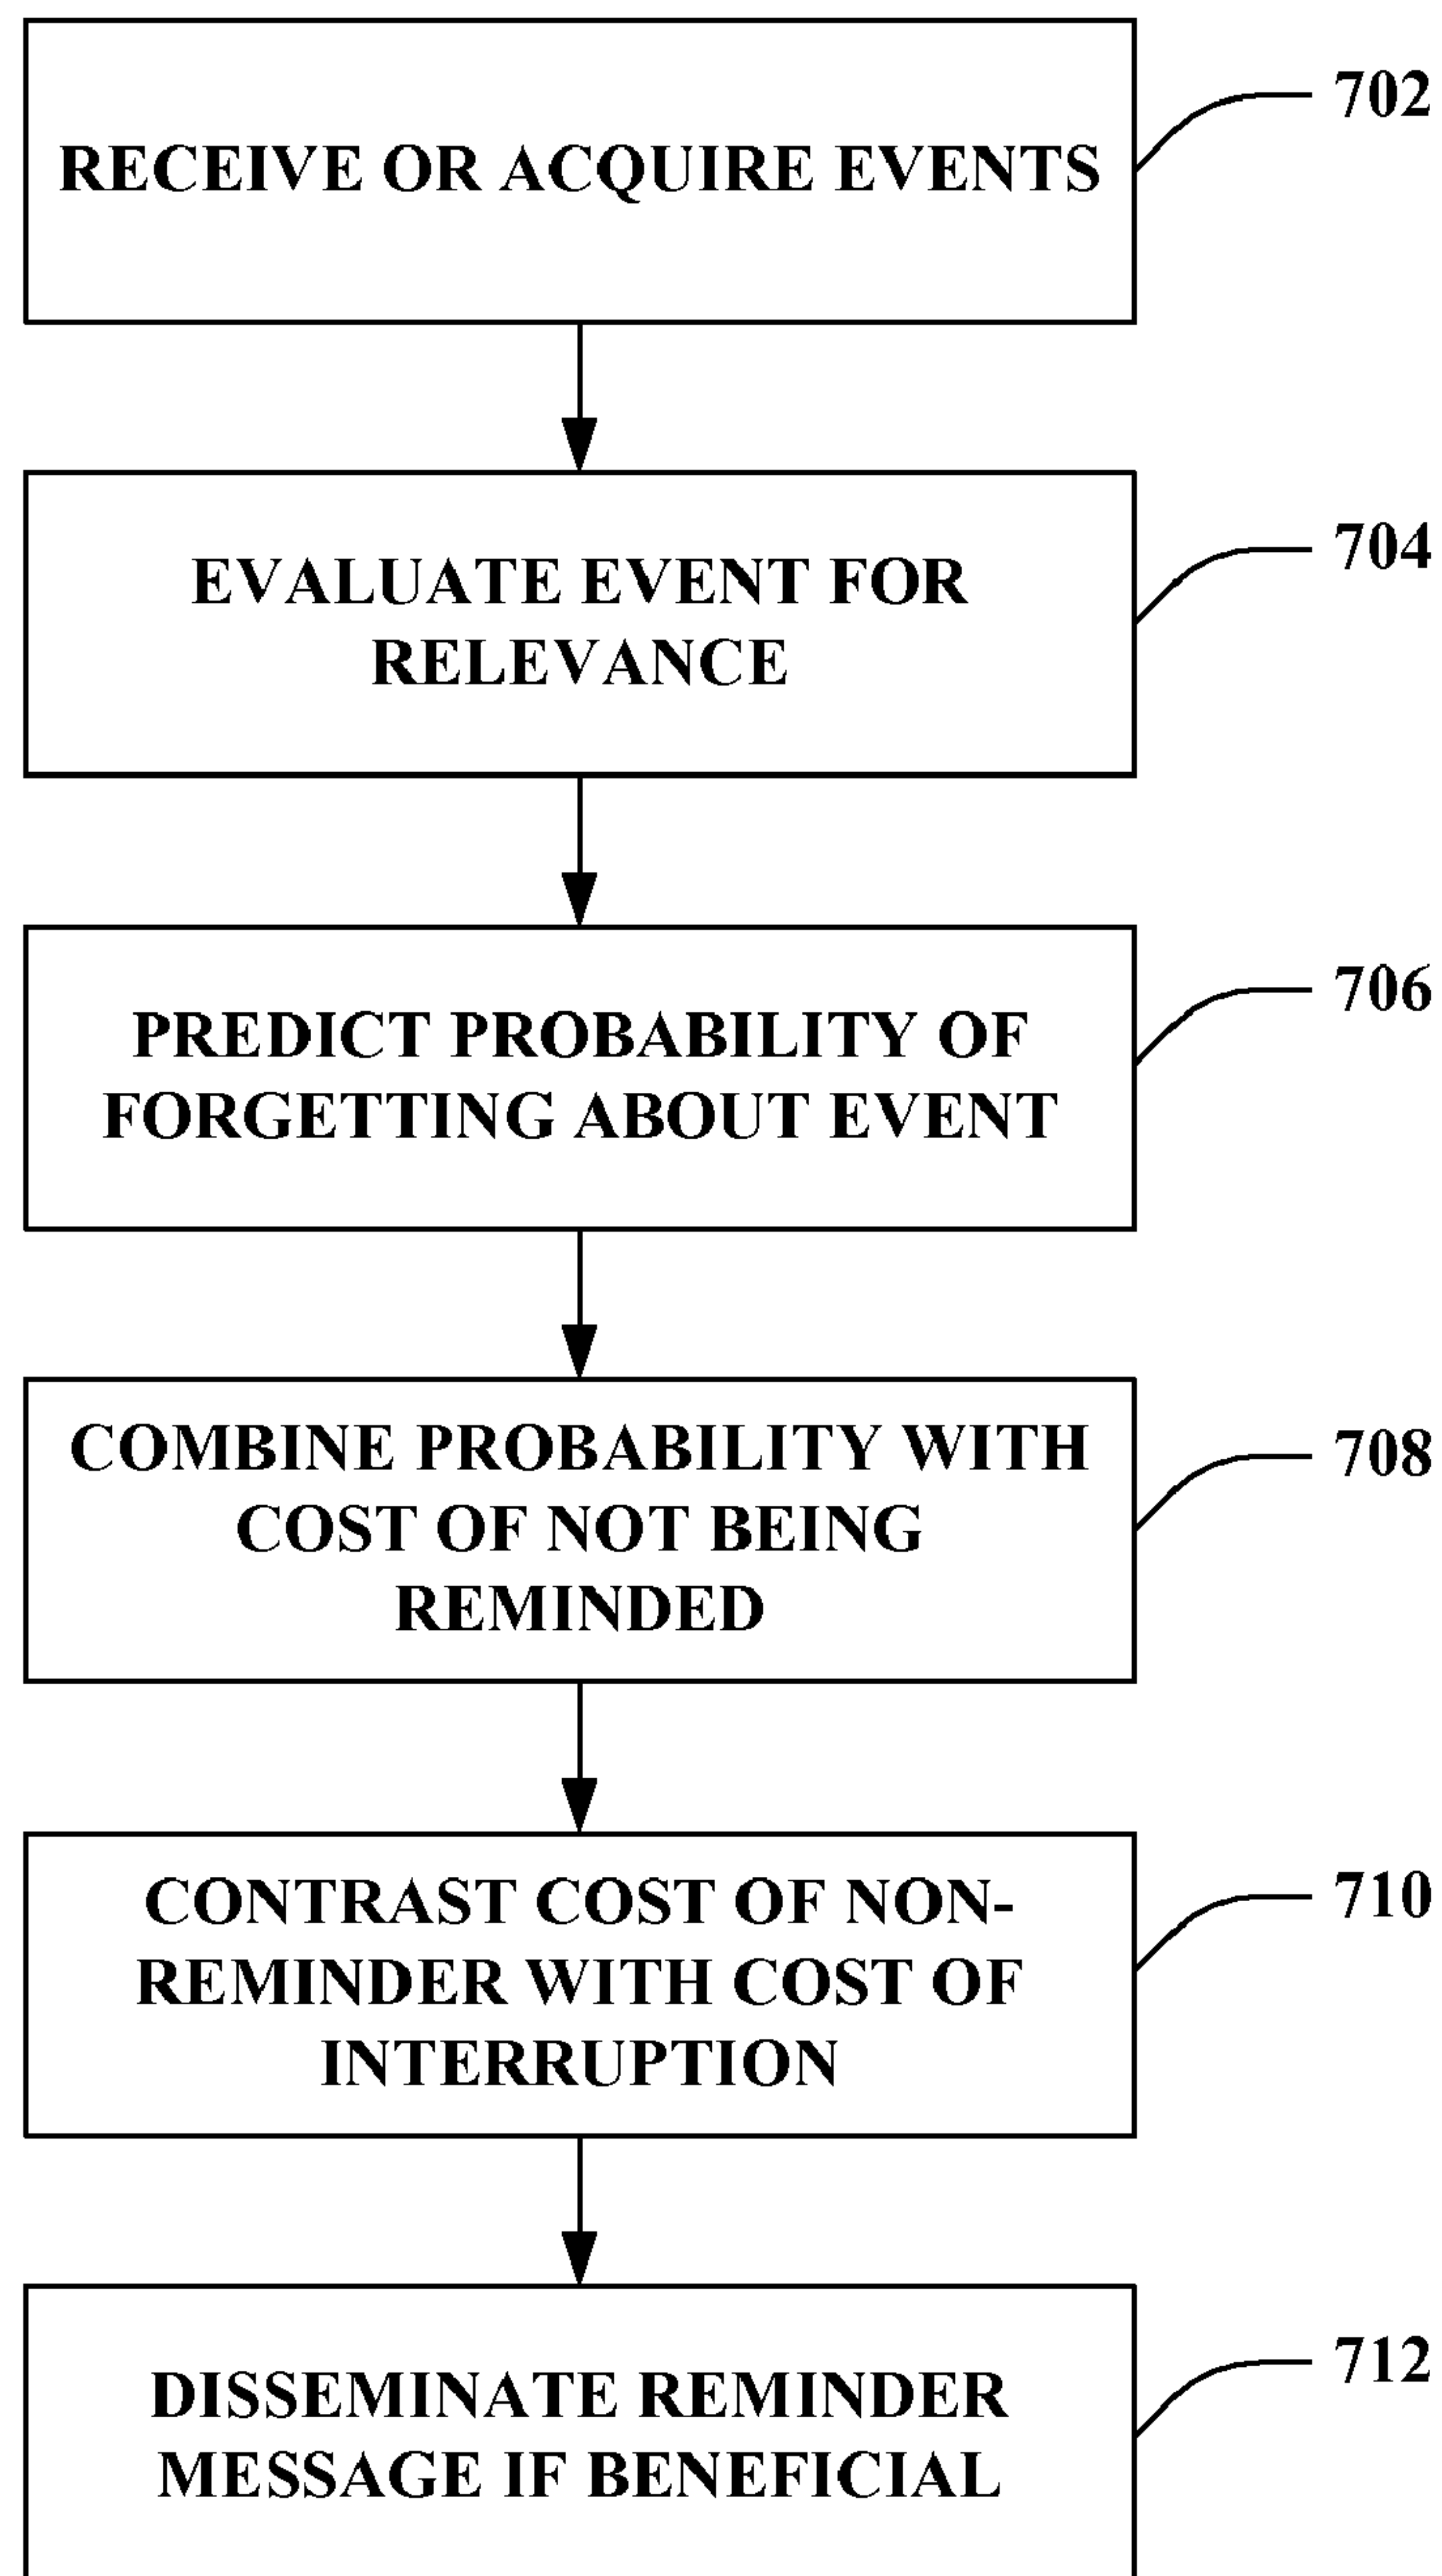 RECEIVE OR ACQUIRE EVENTS
702
EVALUATE EVENT FOR
RELEVANCE
704
PREDICT PROBABILITY OF
FORGETTING ABOUT EVENT
706
COMBINE PROBABILITY WITH
COST OF NOT BEING
REMINDED
708
CONTRAST COST OF NON-
REMINDER WITH COST OF
INTERRUPTION
710
DISSEMINATE REMINDER
MESSAGE IF BENEFICIAL
712